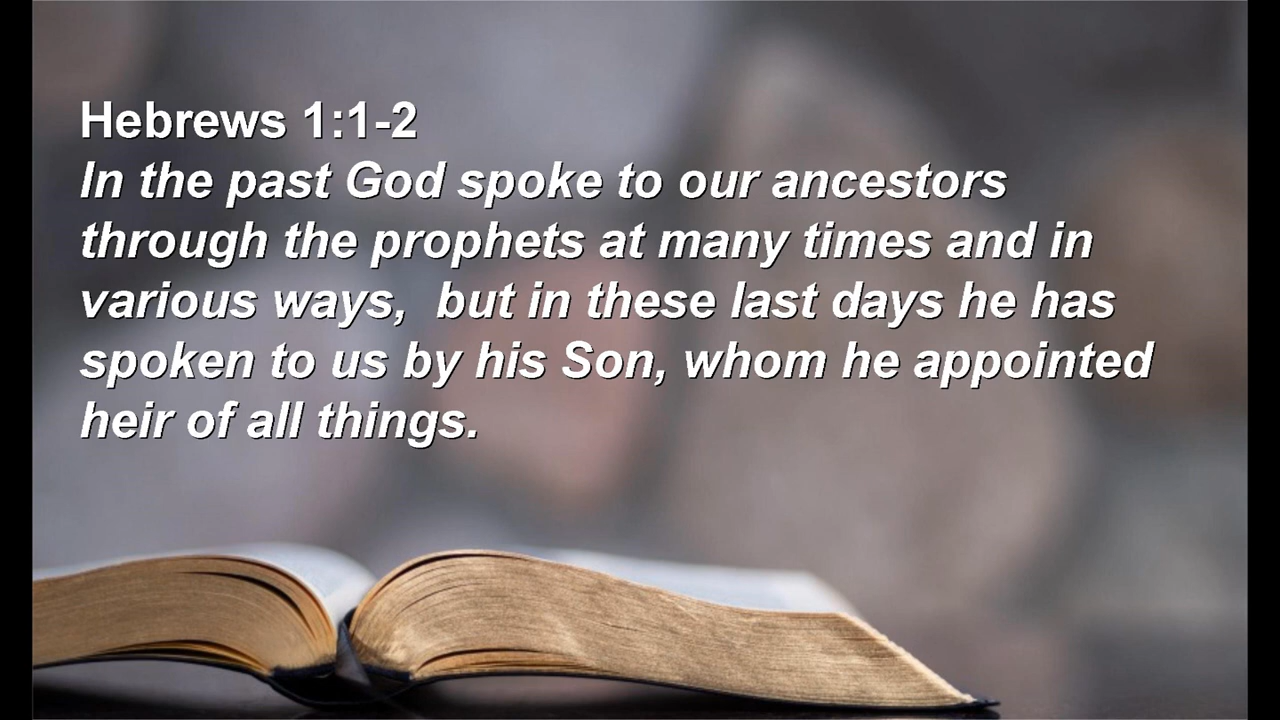 Hebrews 1:1-2
In the past God spoke to our ancestors
through the prophets at many times and in
various ways,  but in these last days he has
spoken to us by his Son, whom he appointed
heir of all things.